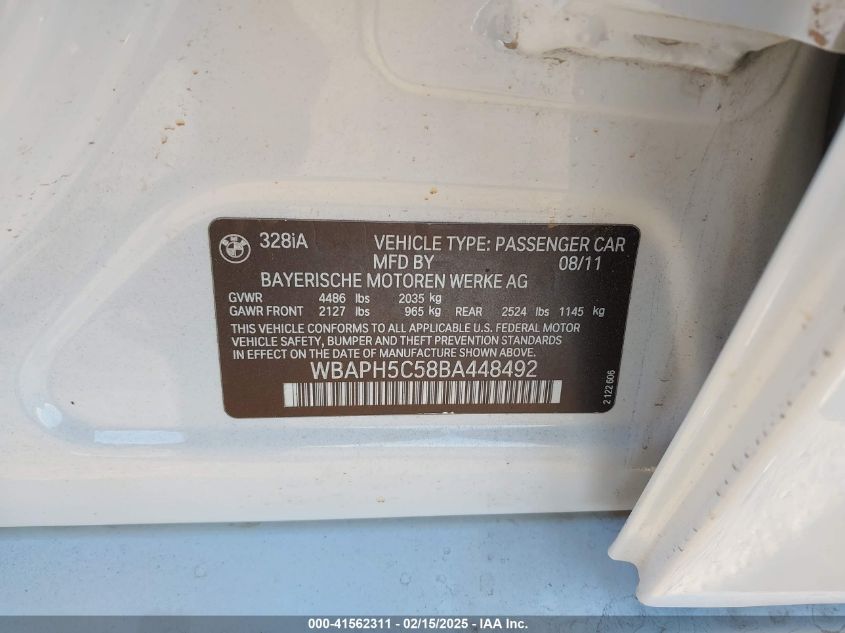 328iA VEHICLE TYPE: PASSENGER CAR
MFD BY 08/11
BAYERISCHE MOTOREN WERKE AG
GVWR 4486 lbs 2035 kg
GAWR FRONT 2127 lbs 965 kg REAR 2524 lbs 1145 kg
THIS VEHICLE CONFORMS TO ALL APPLICABLE U.S. FEDERAL MOTOR
VEHICLE SAFETY, BUMPER AND THEFT PREVENTION STANDARDS
IN EFFECT ON THE DATE OF MANUFACTURE SHOWN ABOVE.
WBAPH5C58BA448492
2 122 606
000-41562311 - 02/15/2025 - IAA Inc.